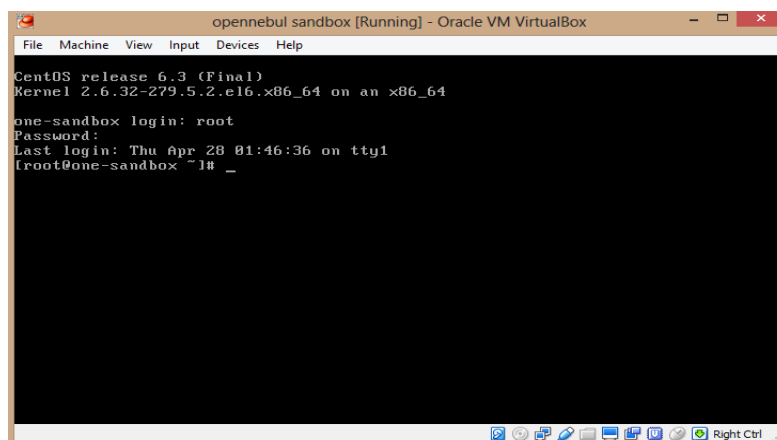 opennebul sandbox [Running] - Oracle VM VirtualBox
File Machine View Input Devices Help
CentOS release 6.3 (Final)
Kernel 2.6.32-279.5.2.el6.x86_64 on an x86_64
one-sandbox login: root
Password:
Last login: Thu Apr 28 01:46:36 on tty1
[root@one-sandbox ~]# _
Right Ctrl